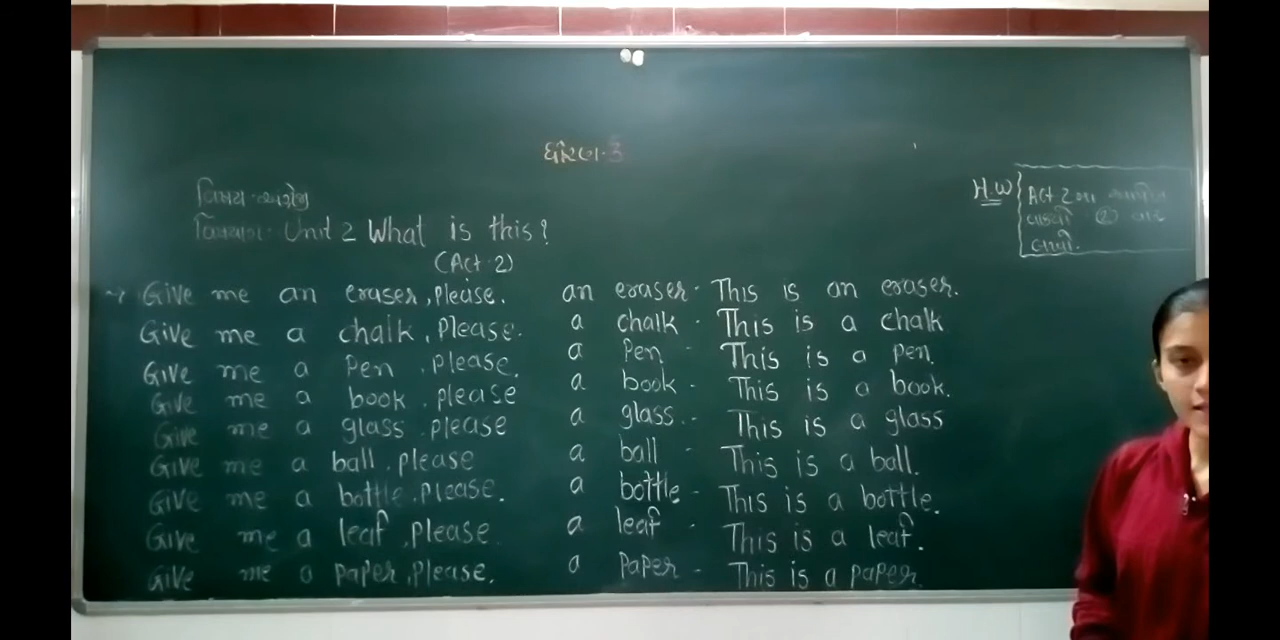 ધોરણ-3
વિષય-અંગ્રેજી
Unit 2 What is this?
(Act-2)
H.W
Act 2
② વાર
લખવી.
→ Give me an eraser, Please. an eraser - This is an eraser.
Give me a chalk, Please. a chalk - This is a chalk
Give me a Pen, please. a Pen - This is a pen.
Give me a book, please a book - This is a book.
Give me a glass, please a glass - This is a glass
Give me a ball, please a ball - This is a ball.
Give me a bottle, Please. a bottle - This is a bottle.
Give me a leaf, Please. a leaf - This is a leaf.
Give me a paper, Please. a paper - This is a paper.